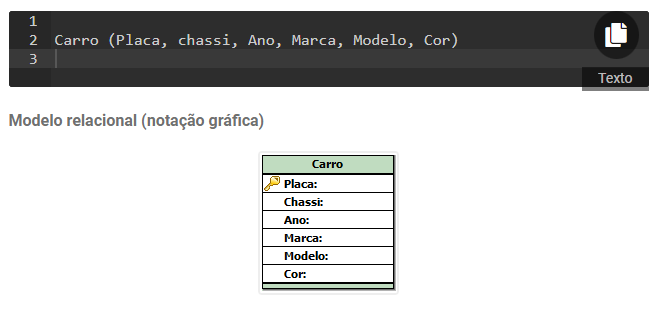 1
2 Carro (Placa, chassi, Ano, Marca, Modelo, Cor)
3
Texto
Modelo relacional (notação gráfica)
Carro
Placa:
Chassi:
Ano:
Marca:
Modelo:
Cor: